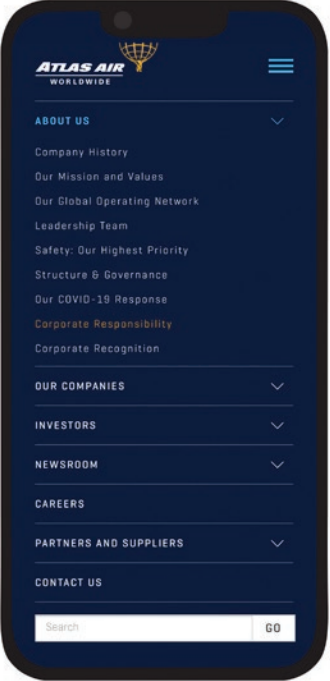 ATLAS AIR
WORLDWIDE
ABOUT US
Company History
Our Mission and Values
Our Global Operating Network
Leadership Team
Safety: Our Highest Priority
Structure & Governance
Our COVID-19 Response
Corporate Responsibility
Corporate Recognition
OUR COMPANIES
INVESTORS
NEWSROOM
CAREERS
PARTNERS AND SUPPLIERS
CONTACT US
Search GO